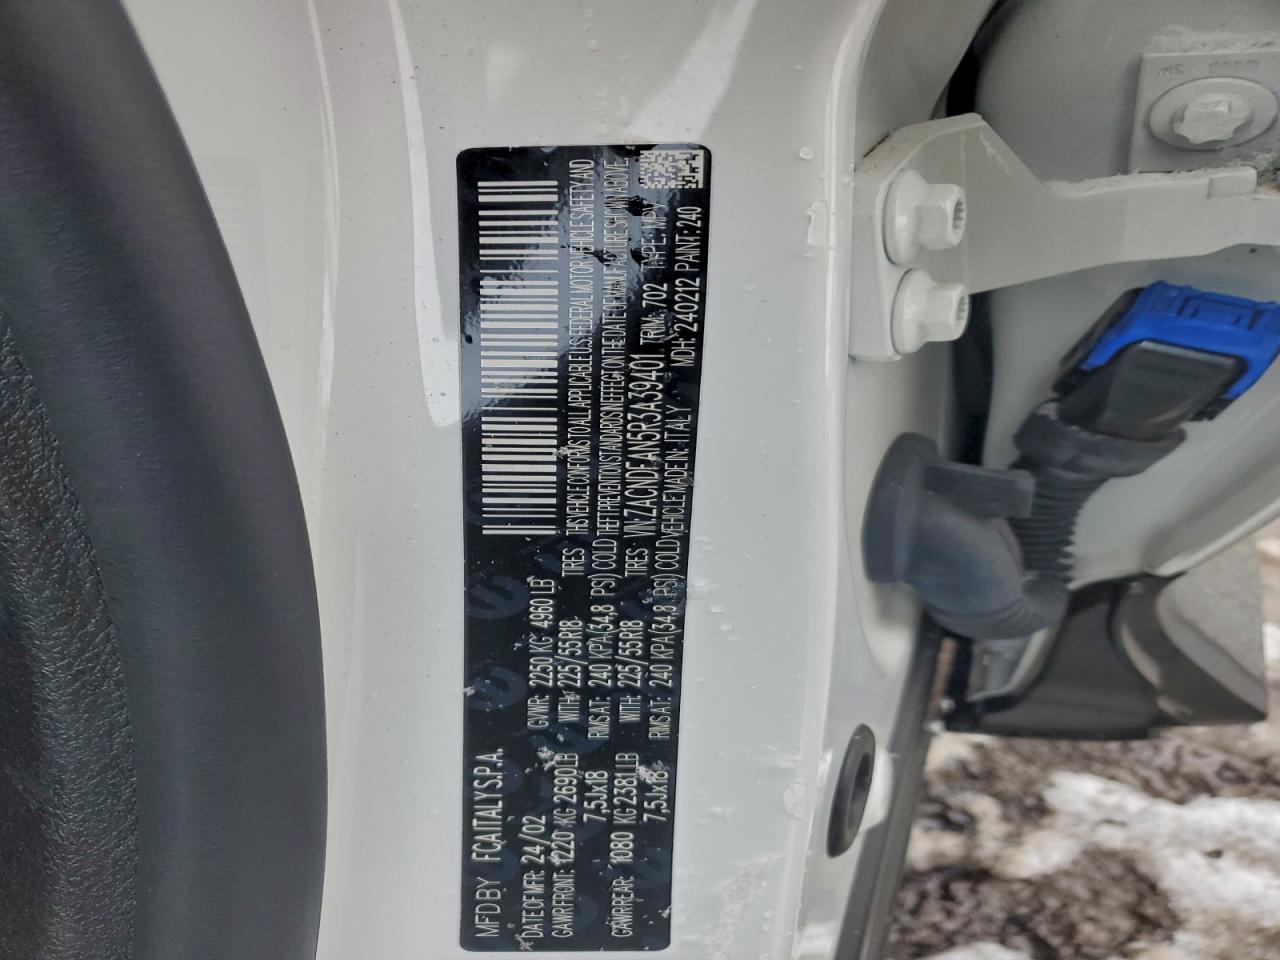 MFD BY FCA ITALY S.P.A.
DATE OF MFR: 24/02 GVWR: 2250 KG 4960 LB
GAWR FRONT: 1220 KG 2690LB WITH: 225/55R18 TIRES
7,5Jx18 RIMS AT: 240 KPA(34,8 PSI) COLD
GAWR REAR: 1080 KG 2381LB WITH: 225/55R18 TIRES
7,5Jx18 RIMS AT: 240 KPA(34,8 PSI) COLD
THIS VEHICLE CONFORMS TO ALL APPLICABLE U.S. FEDERAL MOTOR VEHICLE SAFETY AND
THEFT PREVENTION STANDARDS IN EFFECT ON THE DATE OF MANUFACTURE SHOWN ABOVE.
VIN: ZACNDFAN5R3A39401 TRIM: 702 TYPE: MPV
VEHICLE MADE IN: ITALY MDH: 240212 PAINT: 240